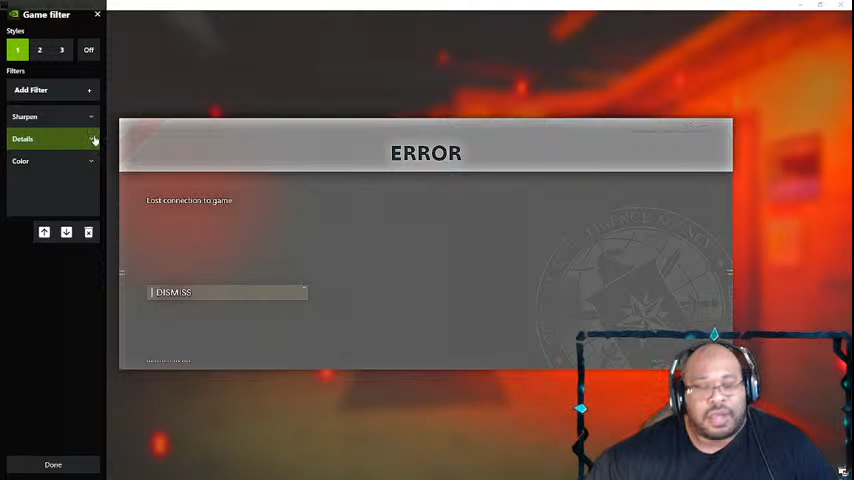 Game filter
Styles
1 2 3 Off
Filters
Add Filter +
Sharpen
Details
Color
Done
ERROR
Lost connection to game
DISMISS